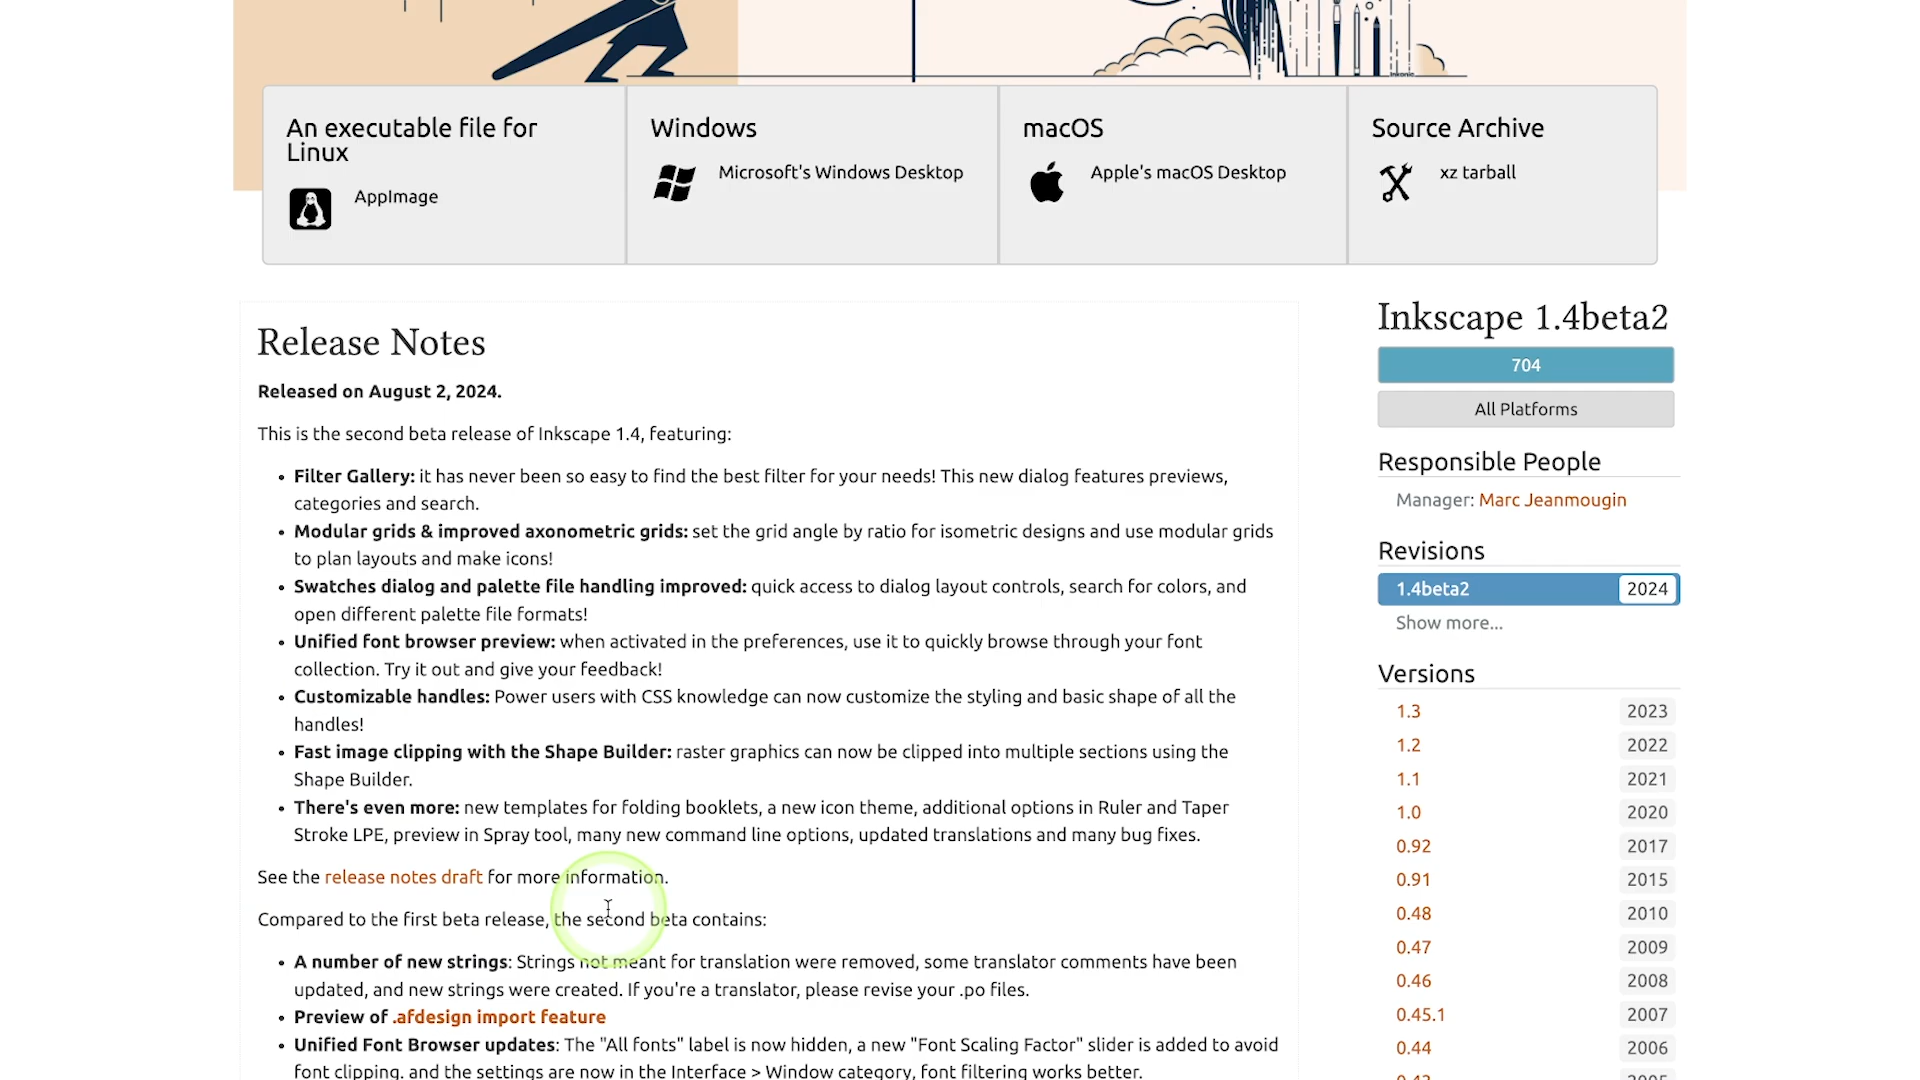 An executable file for
Linux
AppImage
Windows
Microsoft's Windows Desktop
macOS
Apple's macOS Desktop
Source Archive
xz tarball
Release Notes
Released on August 2, 2024.
This is the second beta release of Inkscape 1.4, featuring:
• Filter Gallery: it has never been so easy to find the best filter for your needs! This new dialog features previews,
categories and search.
• Modular grids & improved axonometric grids: set the grid angle by ratio for isometric designs and use modular grids
to plan layouts and make icons!
• Swatches dialog and palette file handling improved: quick access to dialog layout controls, search for colors, and
open different palette file formats!
• Unified font browser preview: when activated in the preferences, use it to quickly browse through your font
collection. Try it out and give your feedback!
• Customizable handles: Power users with CSS knowledge can now customize the styling and basic shape of all the
handles!
• Fast image clipping with the Shape Builder: raster graphics can now be clipped into multiple sections using the
Shape Builder.
• There's even more: new templates for folding booklets, a new icon theme, additional options in Ruler and Taper
Stroke LPE, preview in Spray tool, many new command line options, updated translations and many bug fixes.
See the release notes draft for more information.
Compared to the first beta release, the second beta contains:
• A number of new strings: Strings not meant for translation were removed, some translator comments have been
updated, and new strings were created. If you're a translator, please revise your .po files.
• Preview of .afdesign import feature
• Unified Font Browser updates: The "All fonts" label is now hidden, a new "Font Scaling Factor" slider is added to avoid
font clipping, and the settings are now in the Interface > Window category, font filtering works better.
Inkscape 1.4beta2
704
All Platforms
Responsible People
Manager: Marc Jeanmougin
Revisions
1.4beta2 2024
Show more...
Versions
1.3 2023
1.2 2022
1.1 2021
1.0 2020
0.92 2017
0.91 2015
0.48 2010
0.47 2009
0.46 2008
0.45.1 2007
0.44 2006